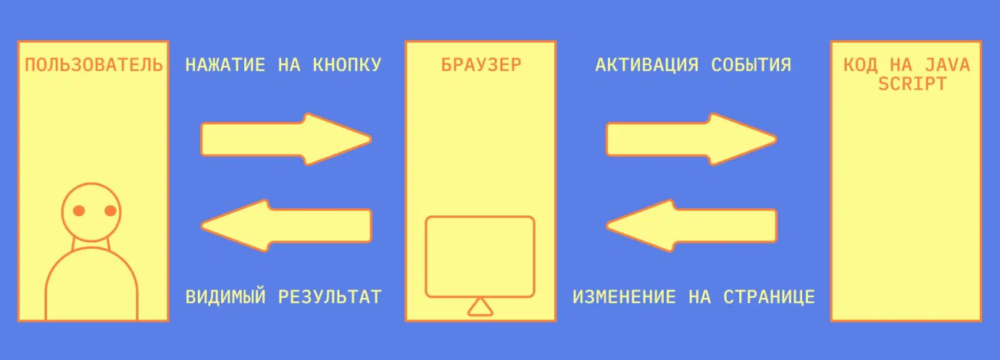 ПОЛЬЗОВАТЕЛЬ
НАЖАТИЕ НА КНОПКУ
БРАУЗЕР
АКТИВАЦИЯ СОБЫТИЯ
КОД НА JAVA
SCRIPT
ВИДИМЫЙ РЕЗУЛЬТАТ
ИЗМЕНЕНИЕ НА СТРАНИЦЕ